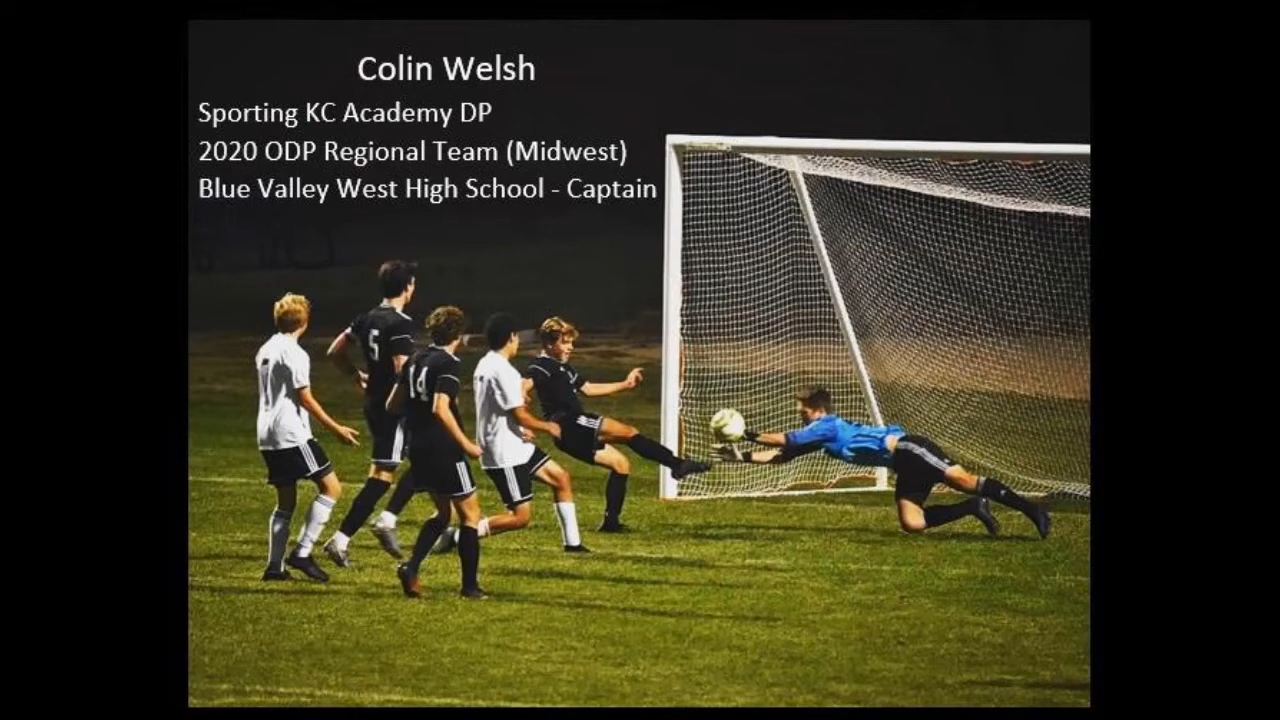 Colin Welsh
Sporting KC Academy DP
2020 ODP Regional Team (Midwest)
Blue Valley West High School - Captain
5
14